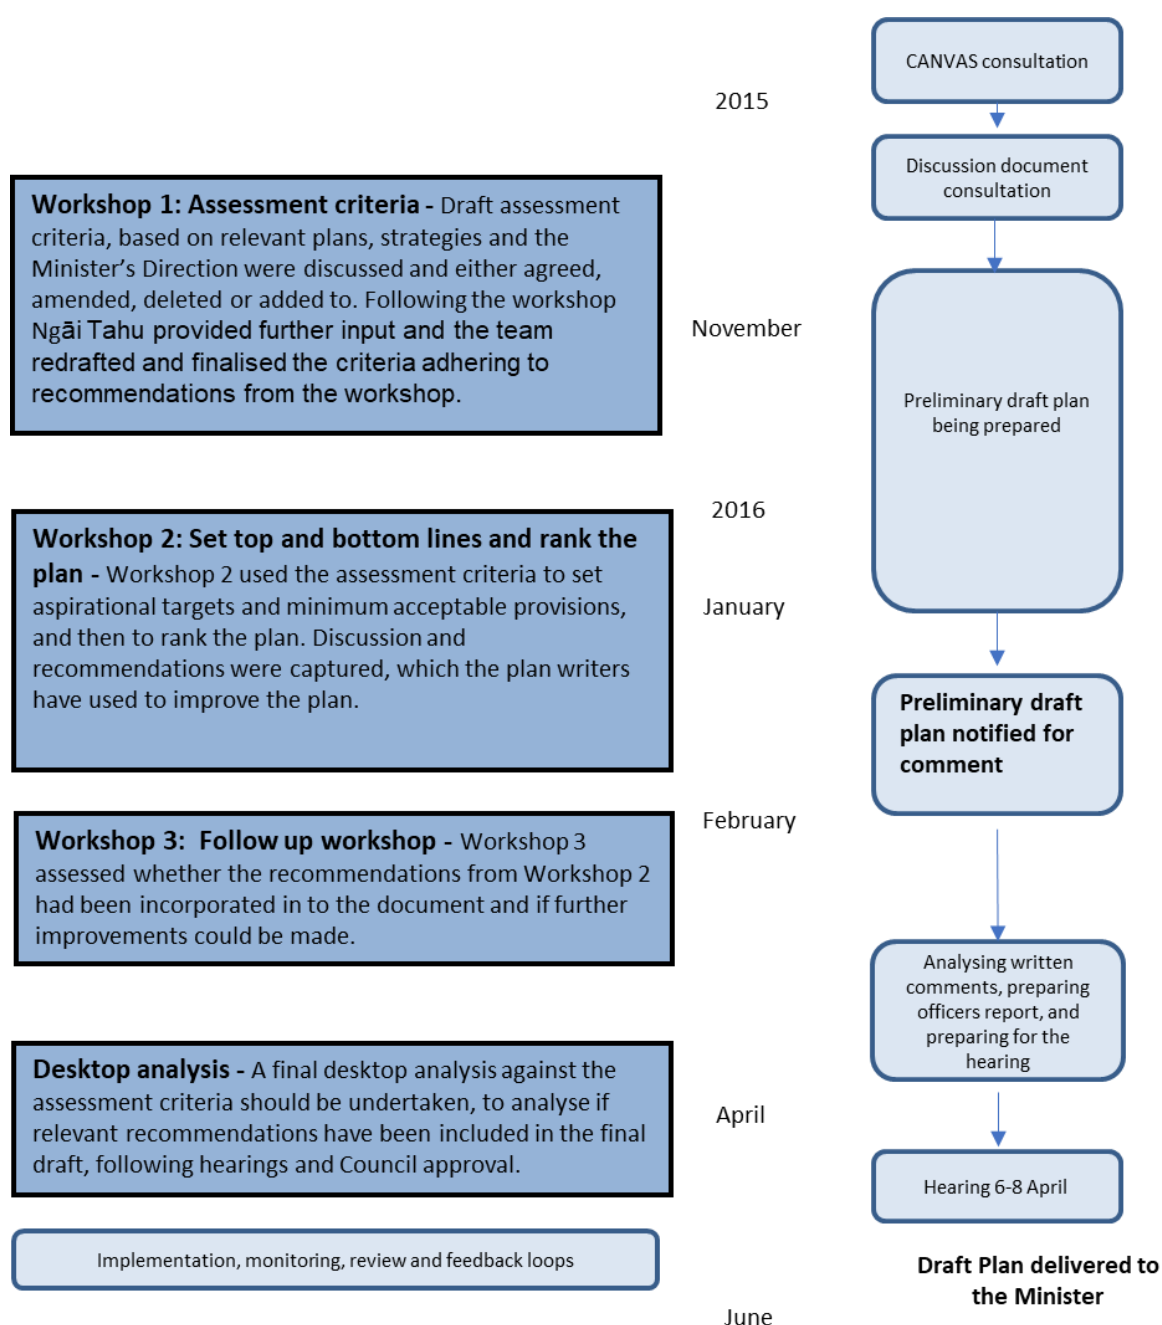 CANVAS consultation
2015
Discussion document
consultation
Workshop 1: Assessment criteria - Draft assessment
criteria, based on relevant plans, strategies and the
Minister’s Direction were discussed and either agreed,
amended, deleted or added to. Following the workshop
Ngāi Tahu provided further input and the team
redrafted and finalised the criteria adhering to
recommendations from the workshop.
November
Preliminary draft plan
being prepared
2016
Workshop 2: Set top and bottom lines and rank the
plan - Workshop 2 used the assessment criteria to set
aspirational targets and minimum acceptable provisions,
and then to rank the plan. Discussion and
recommendations were captured, which the plan writers
have used to improve the plan.
January
Preliminary draft
plan notified for
comment
February
Workshop 3:  Follow up workshop - Workshop 3
assessed whether the recommendations from Workshop 2
had been incorporated in to the document and if further
improvements could be made.
Analysing written
comments, preparing
officers report, and
preparing for the
hearing
Desktop analysis - A final desktop analysis against the
assessment criteria should be undertaken, to analyse if
relevant recommendations have been included in the final
draft, following hearings and Council approval.
April
Hearing 6-8 April
Implementation, monitoring, review and feedback loops
Draft Plan delivered to
the Minister
June